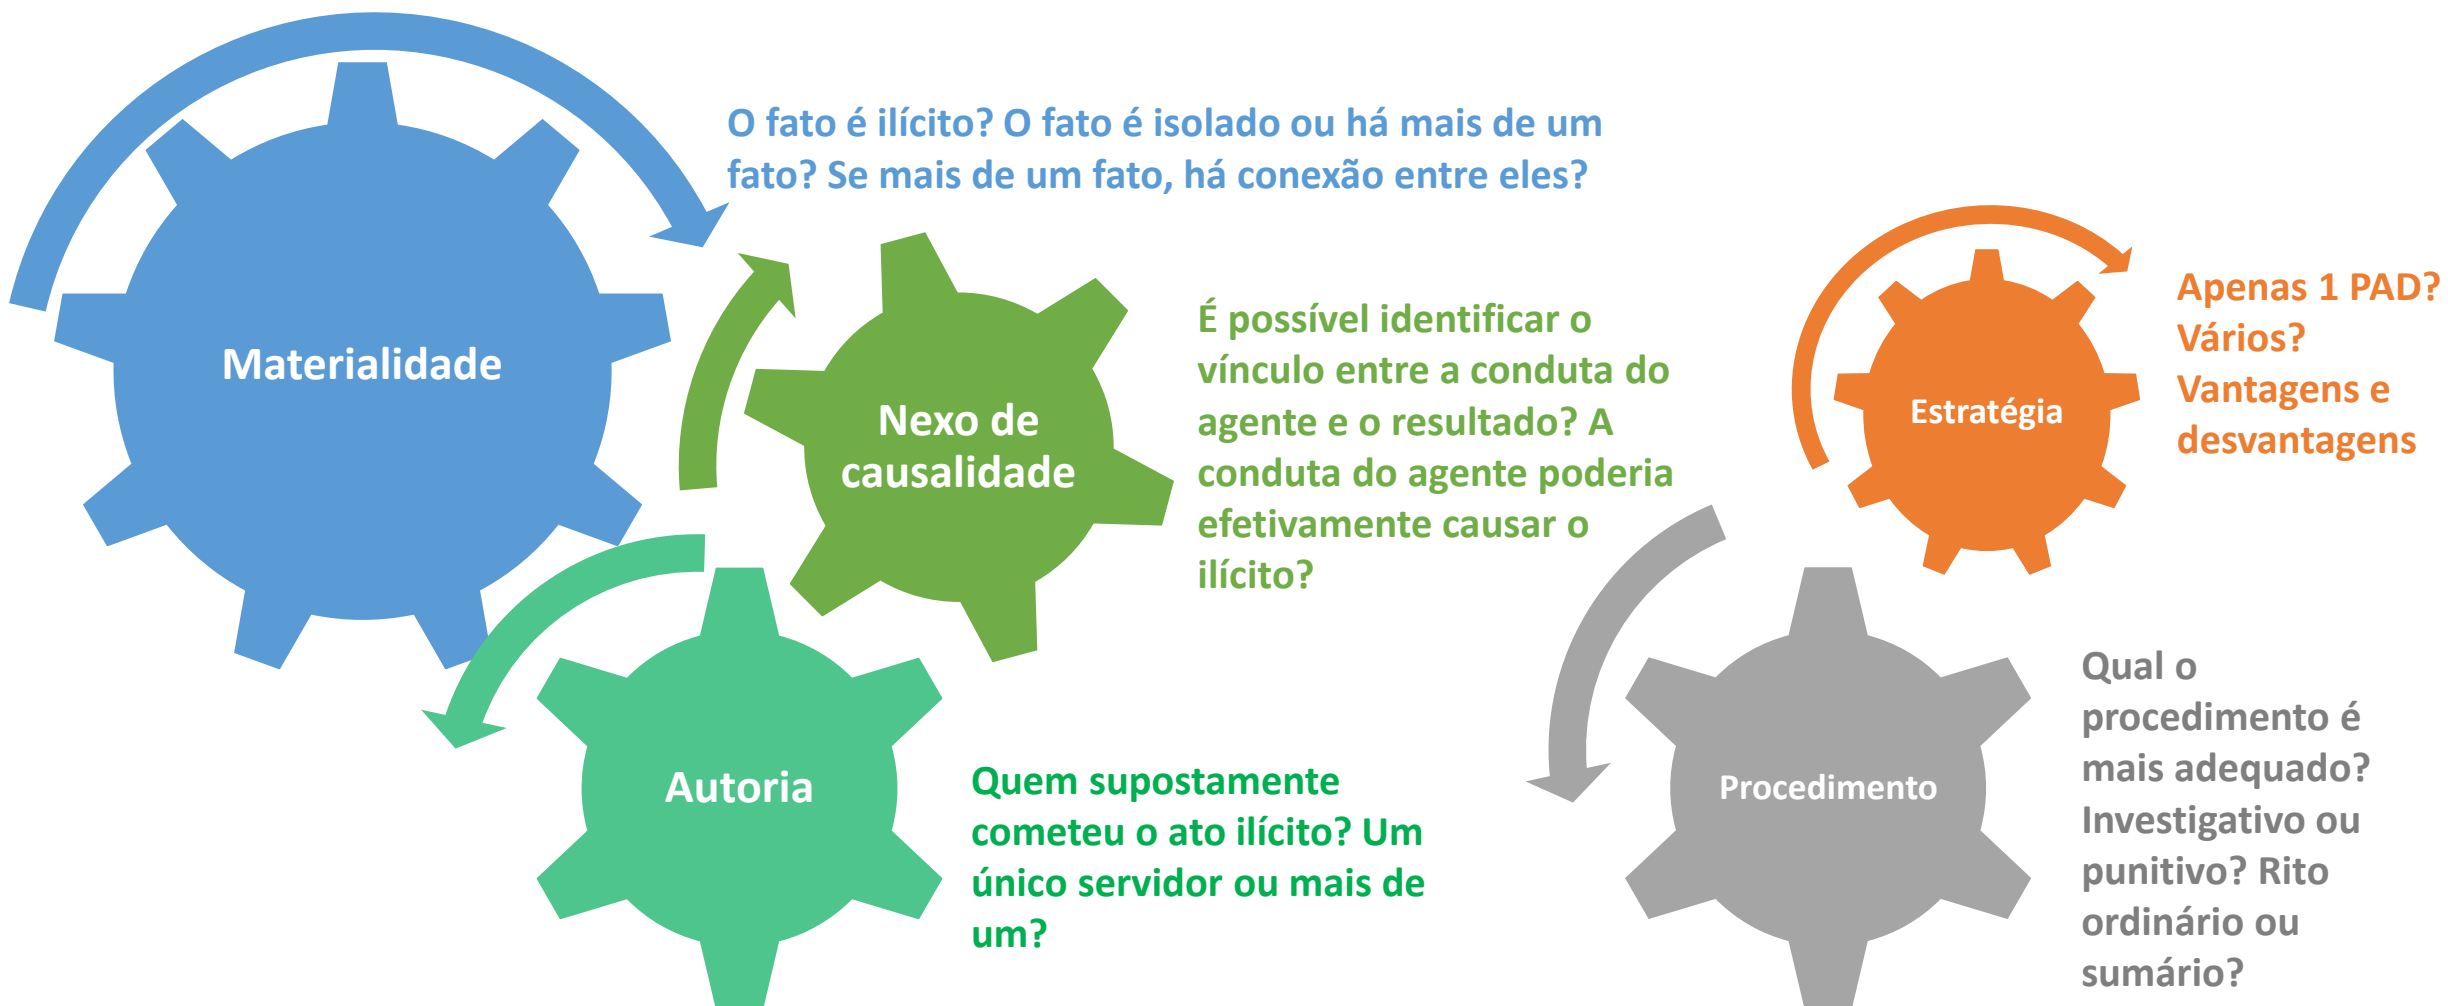 Materialidade
O fato é ilícito? O fato é isolado ou há mais de um
fato? Se mais de um fato, há conexão entre eles?
Nexo de
causalidade
É possível identificar o
vínculo entre a conduta do
agente e o resultado? A
conduta do agente poderia
efetivamente causar o
ilícito?
Autoria
Quem supostamente
cometeu o ato ilícito? Um
único servidor ou mais de
um?
Estratégia
Apenas 1 PAD?
Vários?
Vantagens e
desvantagens
Procedimento
Qual o
procedimento é
mais adequado?
Investigativo ou
punitivo? Rito
ordinário ou
sumário?